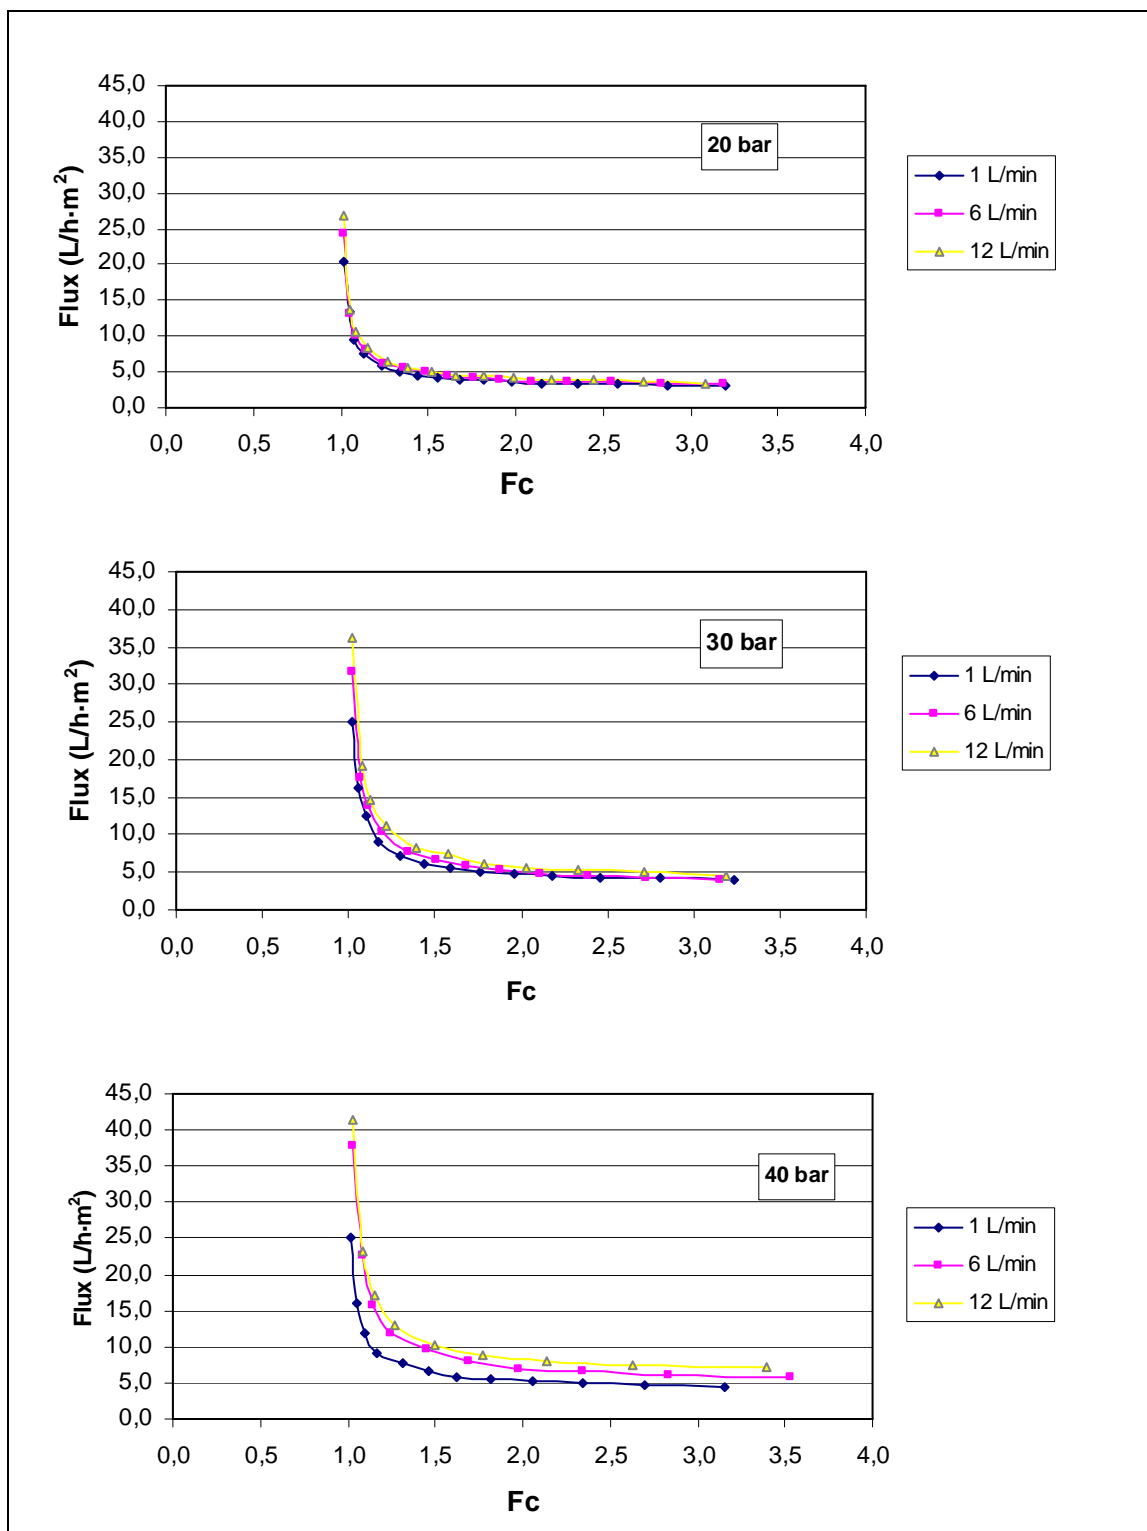 45,0
40,0
35,0
30,0
25,0
20,0
15,0
10,0
5,0
0,0
Flux (L/h·m²)
20 bar
1 L/min
6 L/min
12 L/min
0,0 0,5 1,0 1,5 2,0 2,5 3,0 3,5 4,0
Fc
45,0
40,0
35,0
30,0
25,0
20,0
15,0
10,0
5,0
0,0
Flux (L/h·m²)
30 bar
1 L/min
6 L/min
12 L/min
0,0 0,5 1,0 1,5 2,0 2,5 3,0 3,5 4,0
Fc
45,0
40,0
35,0
30,0
25,0
20,0
15,0
10,0
5,0
0,0
Flux (L/h·m²)
40 bar
1 L/min
6 L/min
12 L/min
0,0 0,5 1,0 1,5 2,0 2,5 3,0 3,5 4,0
Fc